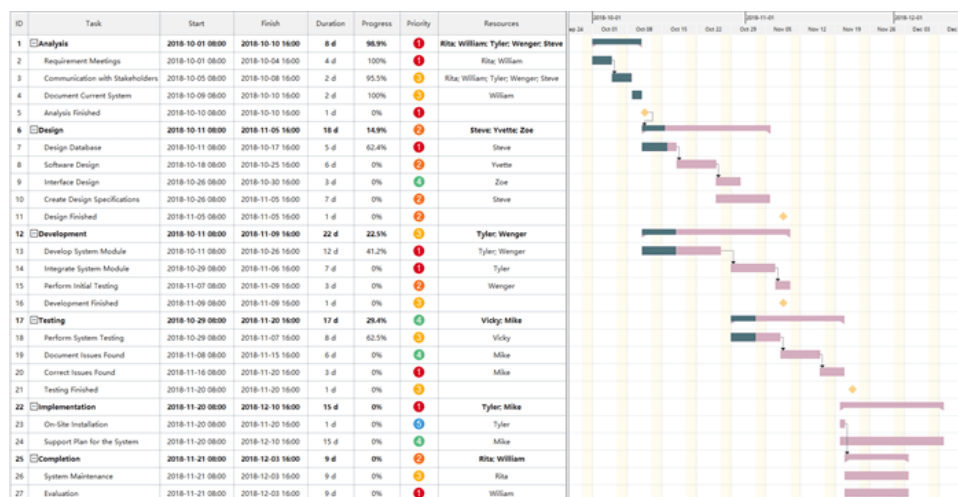 ID Task Start Finish Duration Progress Priority Resources
2018-10-01 2018-11-01 2018-12-01
ep 24 Oct 01 Oct 08 Oct 15 Oct 22 Oct 29 Nov 05 Nov 12 Nov 19 Nov 26 Dec 03 Dec
1 Analysis 2018-10-01 08:00 2018-10-10 16:00 8 d 98.9% 1 Rita; William; Tyler; Wenger; Steve
2 Requirement Meetings 2018-10-01 08:00 2018-10-04 16:00 4 d 100% 1 Rita; William
3 Communication with Stakeholders 2018-10-05 08:00 2018-10-08 16:00 2 d 95.5% 3 Rita; William; Tyler; Wenger; Steve
4 Document Current System 2018-10-09 08:00 2018-10-10 16:00 2 d 100% 3 William
5 Analysis Finished 2018-10-10 08:00 2018-10-10 16:00 1 d 0% 1
6 Design 2018-10-11 08:00 2018-11-05 16:00 18 d 14.9% 2 Steve; Yvette; Zoe
7 Design Database 2018-10-11 08:00 2018-10-17 16:00 5 d 62.4% 1 Steve
8 Software Design 2018-10-18 08:00 2018-10-25 16:00 6 d 0% 2 Yvette
9 Interface Design 2018-10-26 08:00 2018-10-30 16:00 3 d 0% 4 Zoe
10 Create Design Specifications 2018-10-26 08:00 2018-11-05 16:00 7 d 0% 2 Steve
11 Design Finished 2018-11-05 08:00 2018-11-05 16:00 1 d 0% 2
12 Development 2018-10-11 08:00 2018-11-09 16:00 22 d 22.5% 3 Tyler; Wenger
13 Develop System Module 2018-10-11 08:00 2018-10-26 16:00 12 d 41.2% 1 Tyler; Wenger
14 Integrate System Module 2018-10-29 08:00 2018-11-06 16:00 7 d 0% 1 Tyler
15 Perform Initial Testing 2018-11-07 08:00 2018-11-09 16:00 3 d 0% 2 Wenger
16 Development Finished 2018-11-09 08:00 2018-11-09 16:00 1 d 0% 3
17 Testing 2018-10-29 08:00 2018-11-20 16:00 17 d 29.4% 4 Vicky; Mike
18 Perform System Testing 2018-10-29 08:00 2018-11-07 16:00 8 d 62.5% 3 Vicky
19 Document Issues Found 2018-11-08 08:00 2018-11-15 16:00 6 d 0% 4 Mike
20 Correct Issues Found 2018-11-16 08:00 2018-11-20 16:00 3 d 0% 1 Mike
21 Testing Finished 2018-11-20 08:00 2018-11-20 16:00 1 d 0% 3
22 Implementation 2018-11-20 08:00 2018-12-10 16:00 15 d 0% 1 Tyler; Mike
23 On-Site Installation 2018-11-20 08:00 2018-11-20 16:00 1 d 0% 5 Tyler
24 Support Plan for the System 2018-11-20 08:00 2018-12-10 16:00 15 d 0% 4 Mike
25 Completion 2018-11-21 08:00 2018-12-03 16:00 9 d 0% 2 Rita; William
26 System Maintenance 2018-11-21 08:00 2018-12-03 16:00 9 d 0% 3 Rita
27 Evaluation 2018-11-21 08:00 2018-12-03 16:00 9 d 0% 1 William